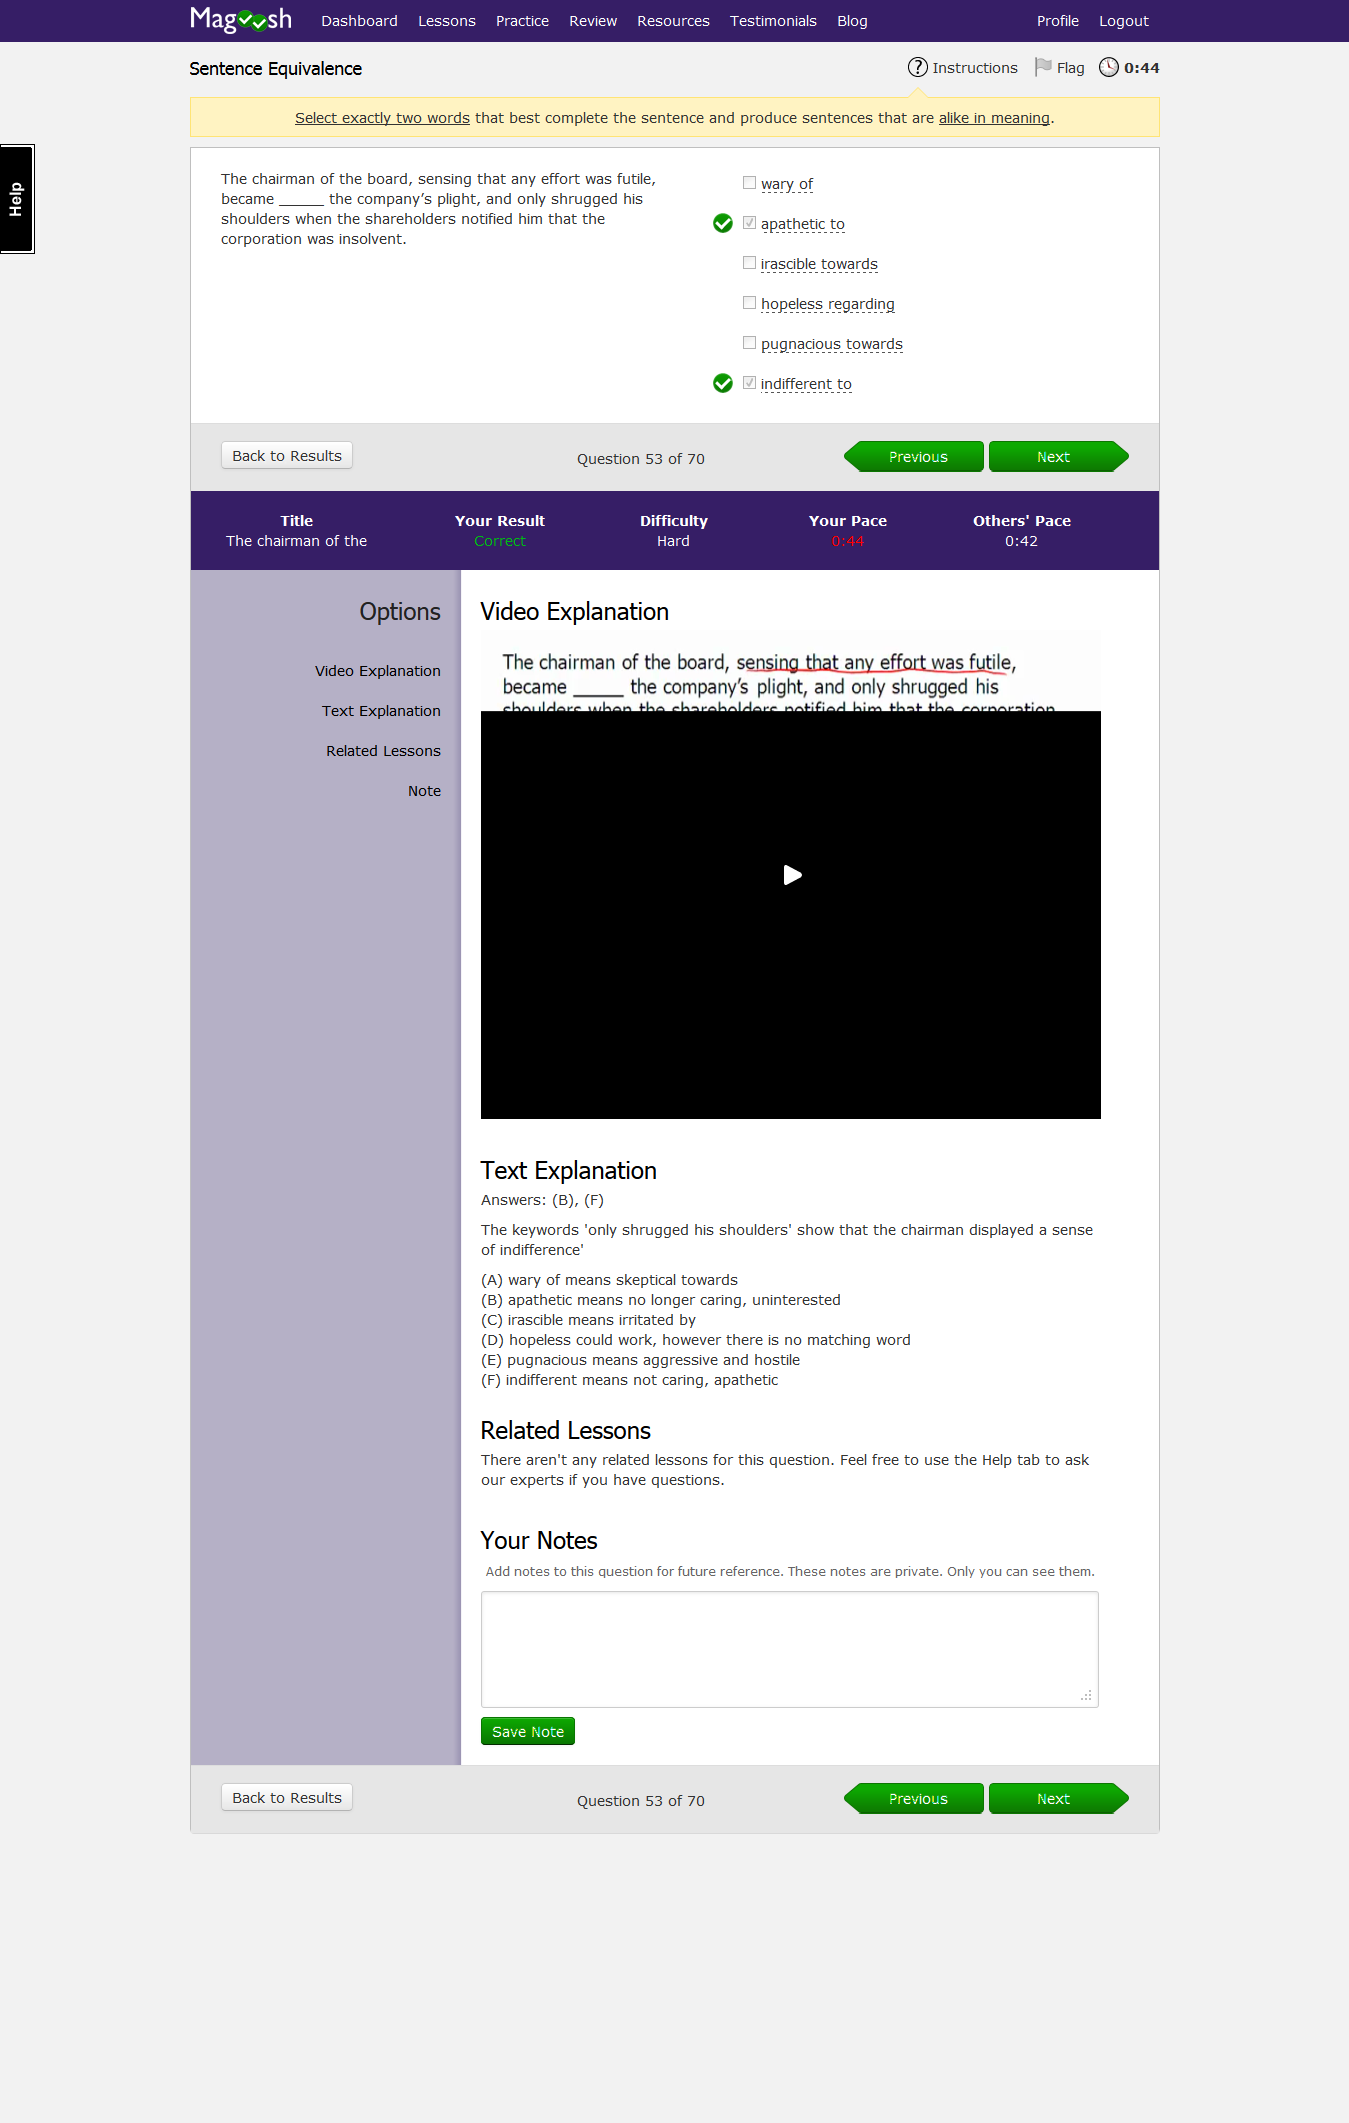 Magoosh Dashboard Lessons Practice Review Resources Testimonials Blog Profile Logout
Sentence Equivalence
? Instructions Flag 0:44
Select exactly two words that best complete the sentence and produce sentences that are alike in meaning.
Help
The chairman of the board, sensing that any effort was futile,
became _____ the company’s plight, and only shrugged his
shoulders when the shareholders notified him that the
corporation was insolvent.
wary of
apathetic to
irascible towards
hopeless regarding
pugnacious towards
indifferent to
Back to Results Question 53 of 70 Previous Next
Title Your Result Difficulty Your Pace Others' Pace
The chairman of the Correct Hard 0:44 0:42
Options
Video Explanation
Text Explanation
Related Lessons
Note
Video Explanation
The chairman of the board, sensing that any effort was futile,
became _____ the company’s plight, and only shrugged his
shoulders when the shareholders notified him that the corporation
Text Explanation
Answers: (B), (F)
The keywords 'only shrugged his shoulders' show that the chairman displayed a sense
of indifference'
(A) wary of means skeptical towards
(B) apathetic means no longer caring, uninterested
(C) irascible means irritated by
(D) hopeless could work, however there is no matching word
(E) pugnacious means aggressive and hostile
(F) indifferent means not caring, apathetic
Related Lessons
There aren't any related lessons for this question. Feel free to use the Help tab to ask
our experts if you have questions.
Your Notes
Add notes to this question for future reference. These notes are private. Only you can see them.
Save Note
Back to Results Question 53 of 70 Previous Next